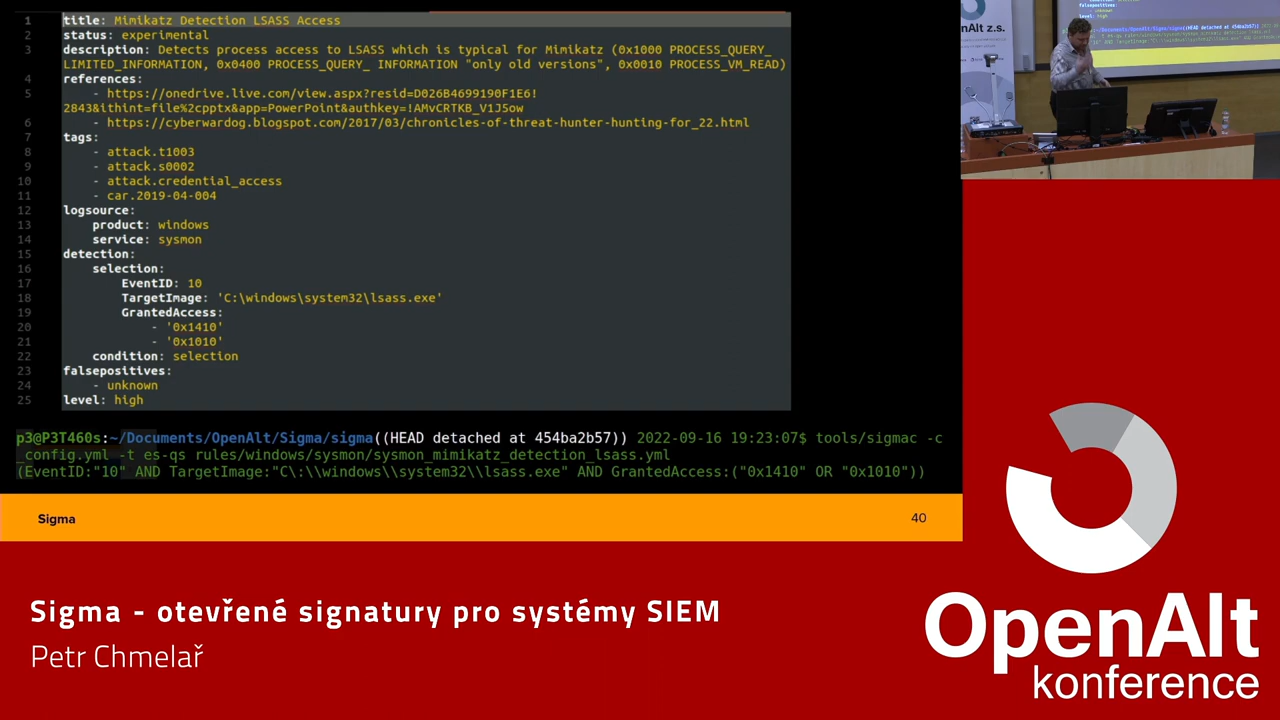 1 title: Mimikatz Detection LSASS Access
2 status: experimental
3 description: Detects process access to LSASS which is typical for Mimikatz (0x1000 PROCESS_QUERY_
LIMITED_INFORMATION, 0x0400 PROCESS_QUERY_ INFORMATION "only old versions", 0x0010 PROCESS_VM_READ)
4 references:
5 - https://onedrive.live.com/view.aspx?resid=D026B4699190F1E6!
2843&ithint=file%2cpptx&app=PowerPoint&authkey=!AMvCRTKB_V1J5ow
6 - https://cyberwardog.blogspot.com/2017/03/chronicles-of-threat-hunter-hunting-for_22.html
7 tags:
8 - attack.t1003
9 - attack.s0002
10 - attack.credential_access
11 - car.2019-04-004
12 logsource:
13 product: windows
14 service: sysmon
15 detection:
16 selection:
17 EventID: 10
18 TargetImage: 'C:\windows\system32\lsass.exe'
19 GrantedAccess:
20 - '0x1410'
21 - '0x1010'
22 condition: selection
23 falsepositives:
24 - unknown
25 level: high
p3@P3T460s:~/Documents/OpenAlt/Sigma/sigma((HEAD detached at 454ba2b57)) 2022-09-16 19:23:07$ tools/sigmac -c
_config.yml -t es-qs rules/windows/sysmon/sysmon_mimikatz_detection_lsass.yml
(EventID:"10" AND TargetImage:"C\:\\windows\\system32\\lsass.exe" AND GrantedAccess:("0x1410" OR "0x1010"))
Sigma 40
nAlt z.s.
Sigma - otevřené signatury pro systémy SIEM
Petr Chmelař
OpenAlt
konference